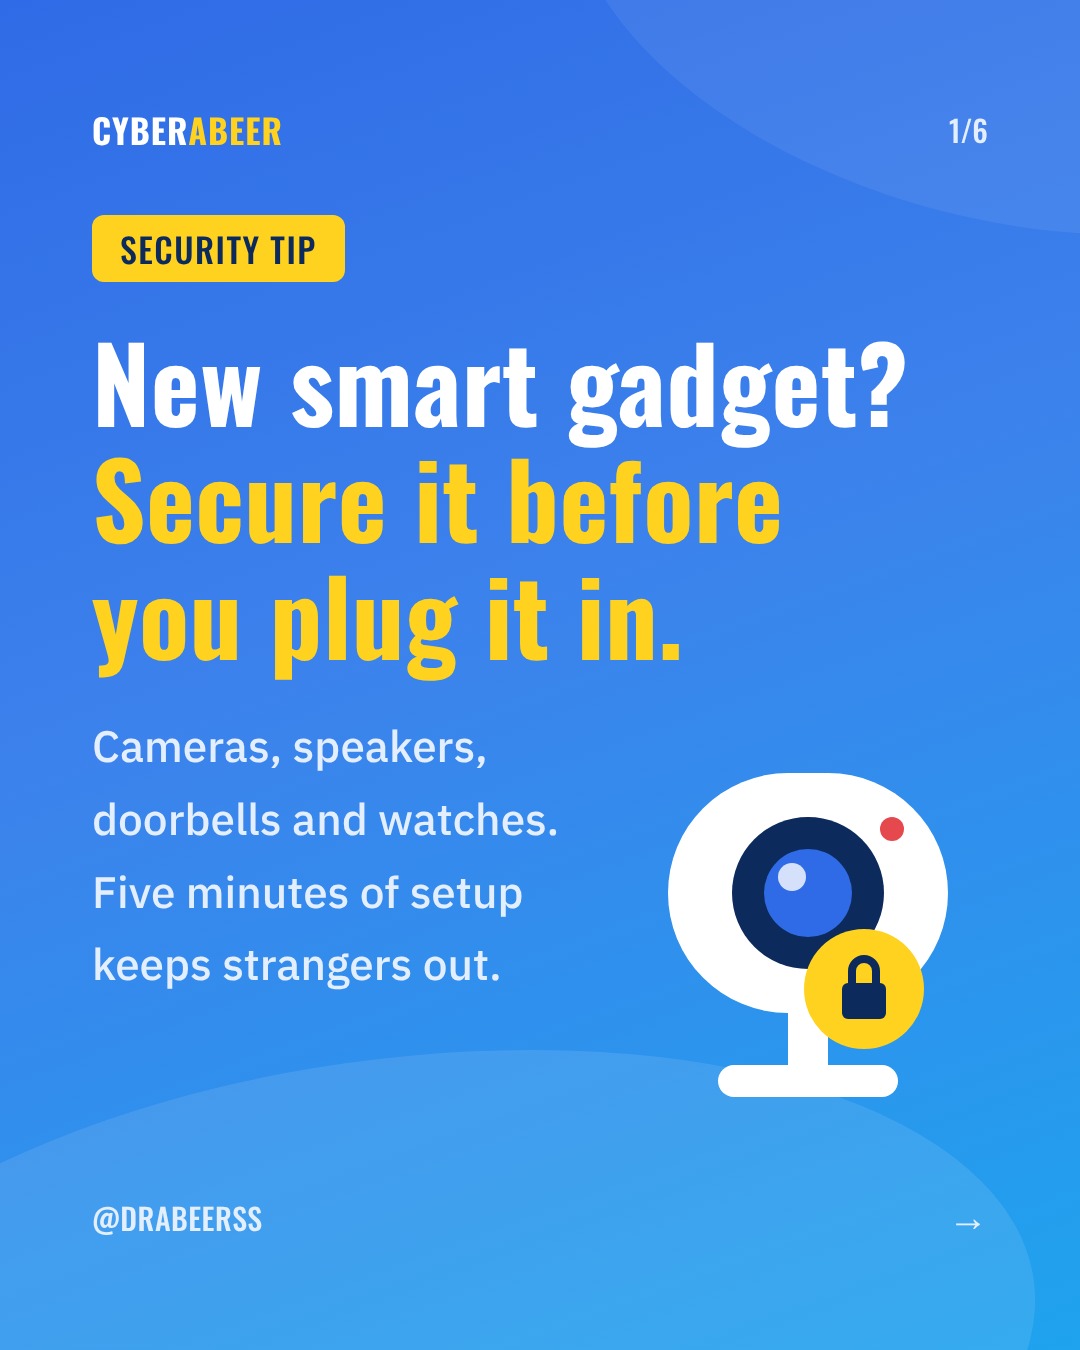 CYBERABEER
1/6
SECURITY TIP
New smart gadget?
Secure it before
you plug it in.
Cameras, speakers,
doorbells and watches.
Five minutes of setup
keeps strangers out.
@DRABEERSS
→